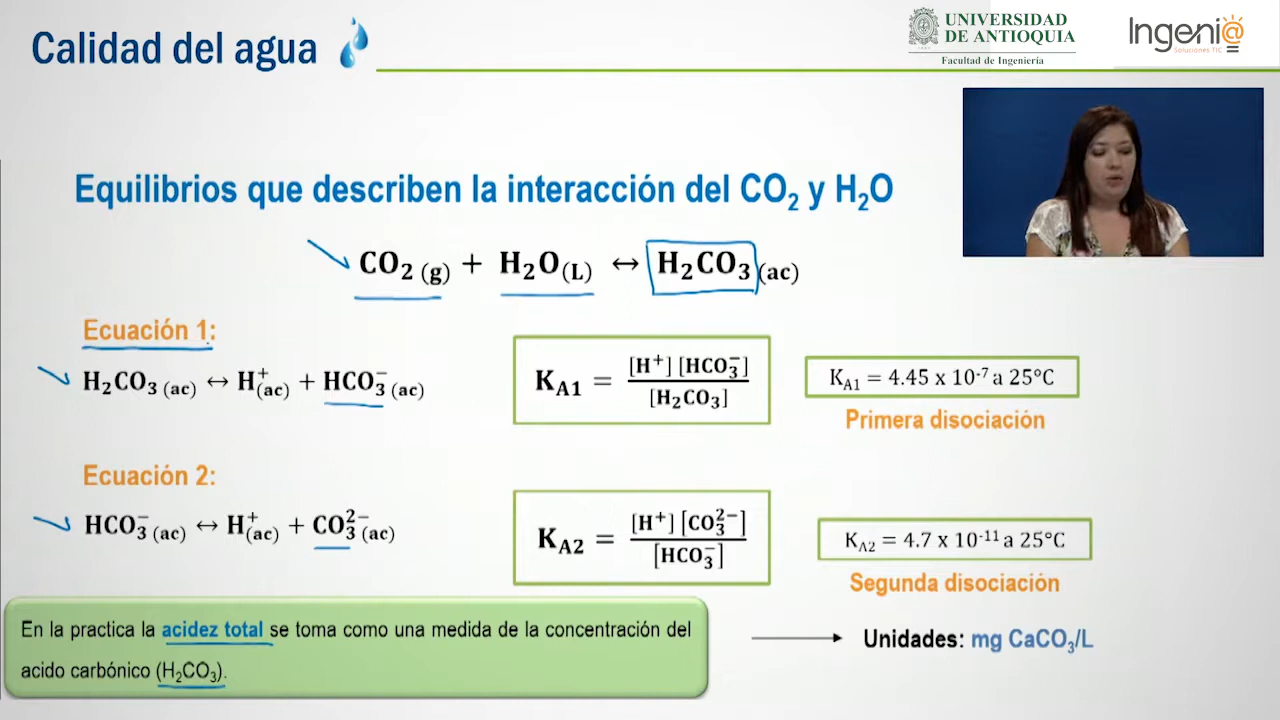 Calidad del agua
UNIVERSIDAD
DE ANTIOQUIA
Facultad de Ingeniería
Ingeni@
Soluciones TIC
Equilibrios que describen la interacción del CO₂ y H₂O
CO₂ (g) + H₂O(L) ↔ H₂CO₃(ac)
Ecuación 1:
H₂CO₃ (ac) ↔ H⁺(ac) + HCO₃⁻(ac)
K_A1 = [H⁺] [HCO₃⁻] / [H₂CO₃]
K_A1 = 4.45 x 10⁻⁷ a 25°C
Primera disociación
Ecuación 2:
HCO₃⁻(ac) ↔ H⁺(ac) + CO₃²⁻(ac)
K_A2 = [H⁺] [CO₃²⁻] / [HCO₃⁻]
K_A2 = 4.7 x 10⁻¹¹ a 25°C
Segunda disociación
En la practica la acidez total se toma como una medida de la concentración del
acido carbónico (H₂CO₃).
Unidades: mg CaCO₃/L